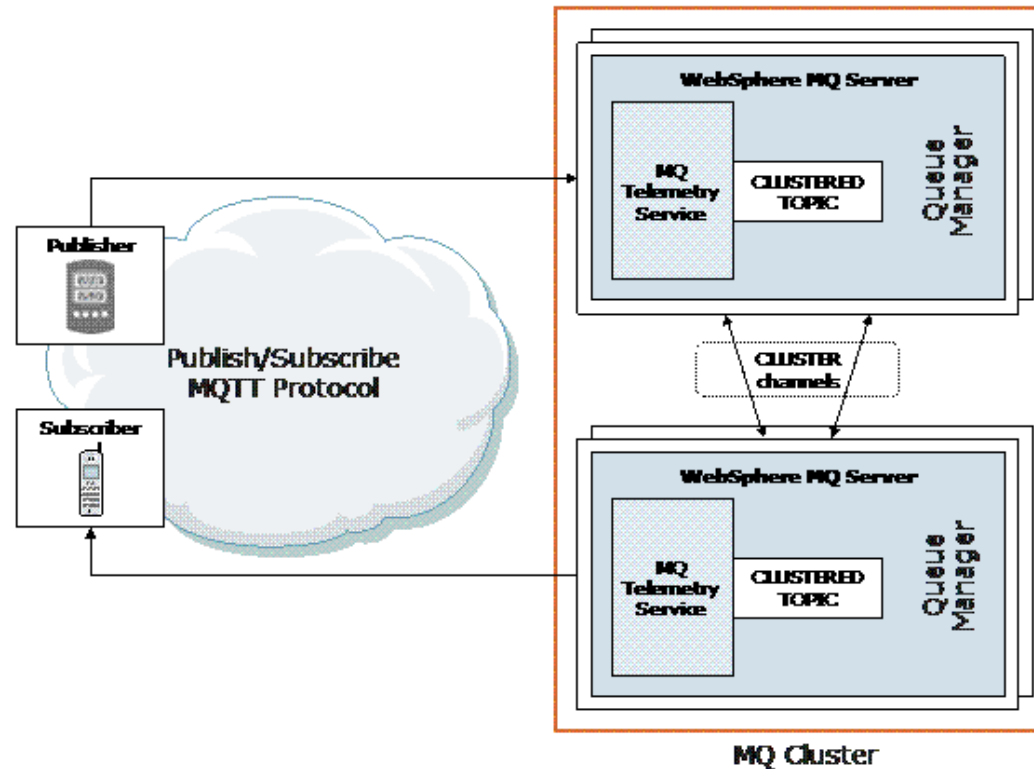 WebSphere MQ Server
MQ
Telemetry
Service
CLUSTERED
TOPIC
Queue
Manager
Publisher
Publish/Subscribe
MQTT Protocol
CLUSTER
channels
Subscriber
WebSphere MQ Server
MQ
Telemetry
Service
CLUSTERED
TOPIC
Queue
Manager
MQ Cluster